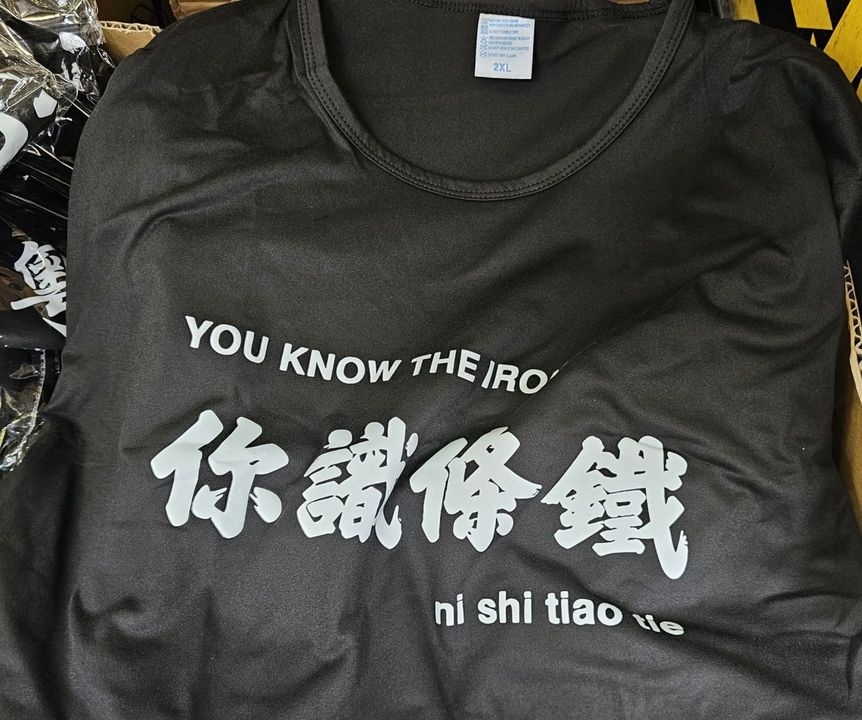 2XL
YOU KNOW THE
你識條鐵
ni shi tiao tie